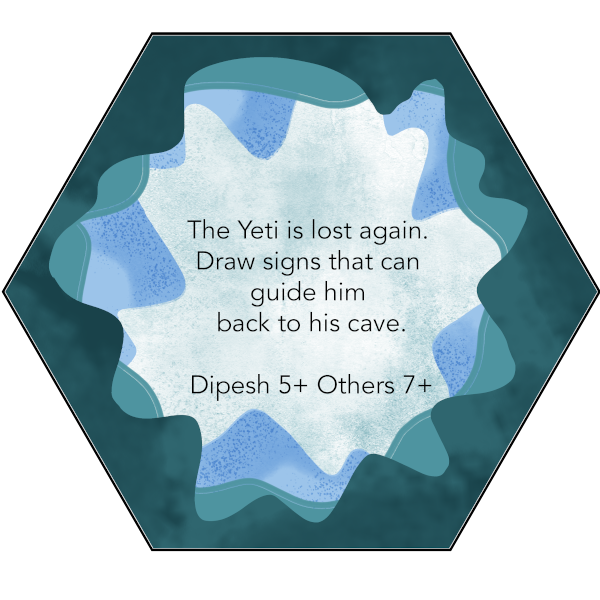 The Yeti is lost again.
Draw signs that can
guide him
back to his cave.
Dipesh 5+ Others 7+